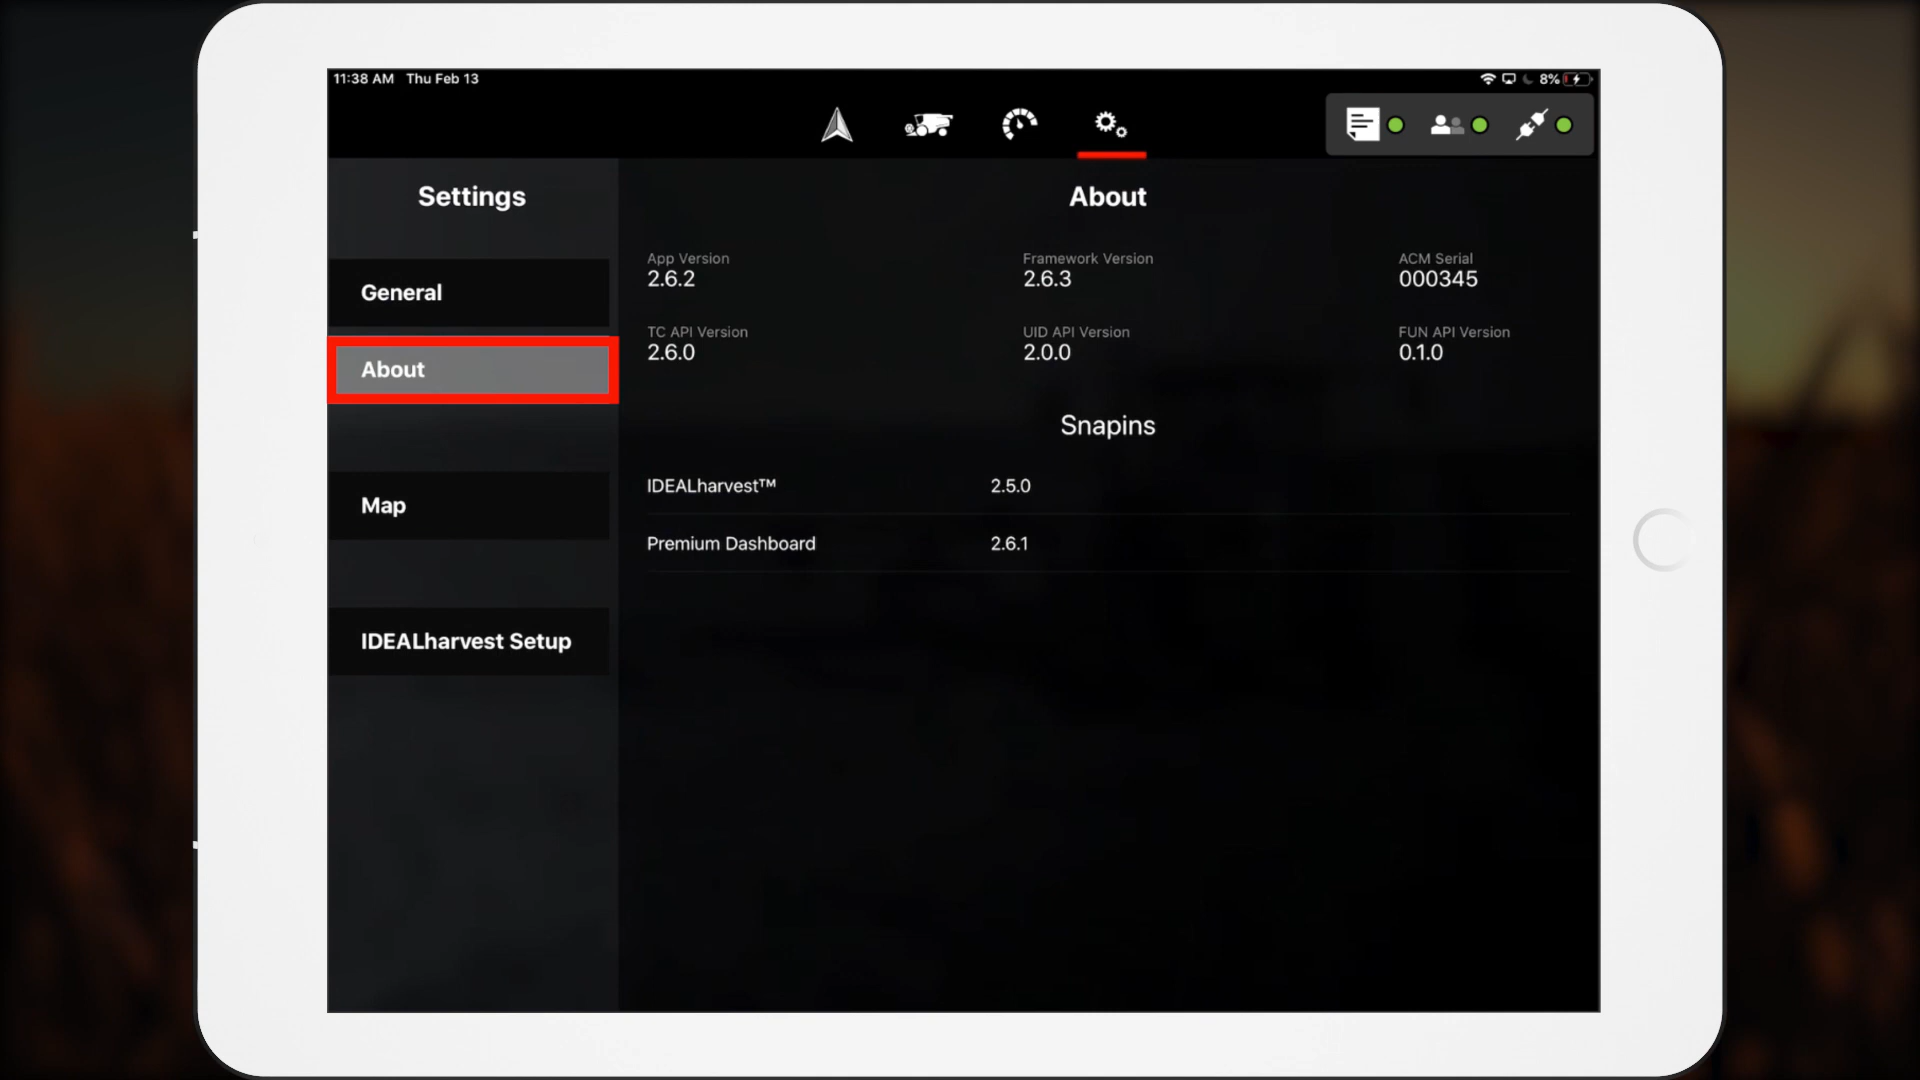 11:38 AM Thu Feb 13
8%
Settings
General
About
Map
IDEALharvest Setup
About
App Version
2.6.2
Framework Version
2.6.3
ACM Serial
000345
TC API Version
2.6.0
UID API Version
2.0.0
FUN API Version
0.1.0
Snapins
IDEALharvest™ 2.5.0
Premium Dashboard 2.6.1